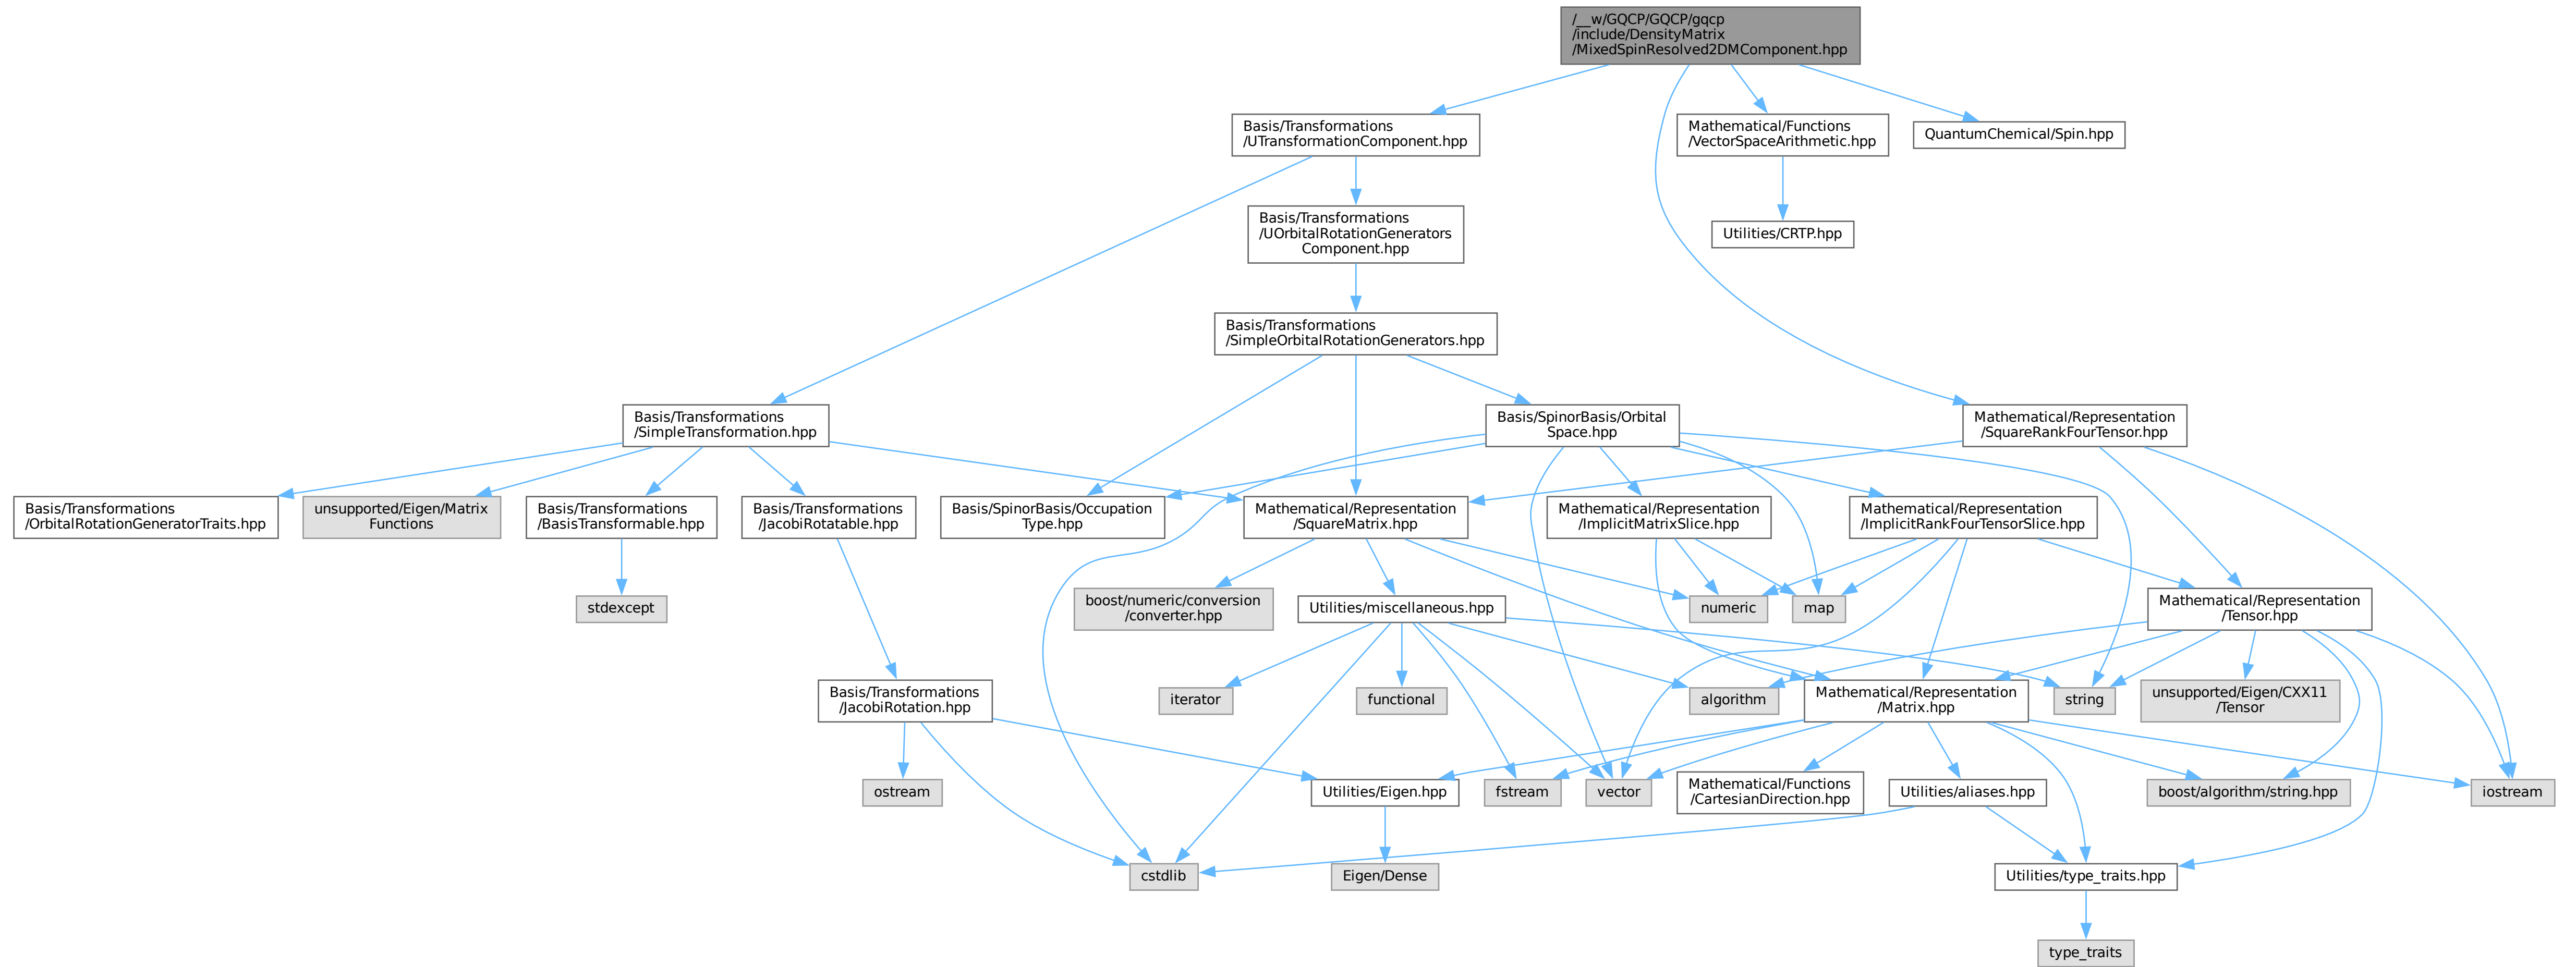 /__w/GQCP/GQCP/gqcp
/include/DensityMatrix
/MixedSpinResolved2DMComponent.hpp
Basis/Transformations
/UTransformationComponent.hpp
Mathematical/Functions
/VectorSpaceArithmetic.hpp
QuantumChemical/Spin.hpp
Basis/Transformations
/UOrbitalRotationGenerators
Component.hpp
Utilities/CRTP.hpp
Basis/Transformations
/SimpleOrbitalRotationGenerators.hpp
Basis/Transformations
/SimpleTransformation.hpp
Basis/SpinorBasis/Orbital
Space.hpp
Mathematical/Representation
/SquareRankFourTensor.hpp
Basis/Transformations
/OrbitalRotationGeneratorTraits.hpp
unsupported/Eigen/Matrix
Functions
Basis/Transformations
/BasisTransformable.hpp
Basis/Transformations
/JacobiRotatable.hpp
Basis/SpinorBasis/Occupation
Type.hpp
Mathematical/Representation
/SquareMatrix.hpp
Mathematical/Representation
/ImplicitMatrixSlice.hpp
Mathematical/Representation
/ImplicitRankFourTensorSlice.hpp
stdexcept
boost/numeric/conversion
/converter.hpp
Utilities/miscellaneous.hpp
numeric
map
Mathematical/Representation
/Tensor.hpp
Basis/Transformations
/JacobiRotation.hpp
iterator
functional
algorithm
Mathematical/Representation
/Matrix.hpp
string
unsupported/Eigen/CXX11
/Tensor
ostream
Utilities/Eigen.hpp
fstream
vector
Mathematical/Functions
/CartesianDirection.hpp
Utilities/aliases.hpp
boost/algorithm/string.hpp
iostream
cstdlib
Eigen/Dense
Utilities/type_traits.hpp
type_traits